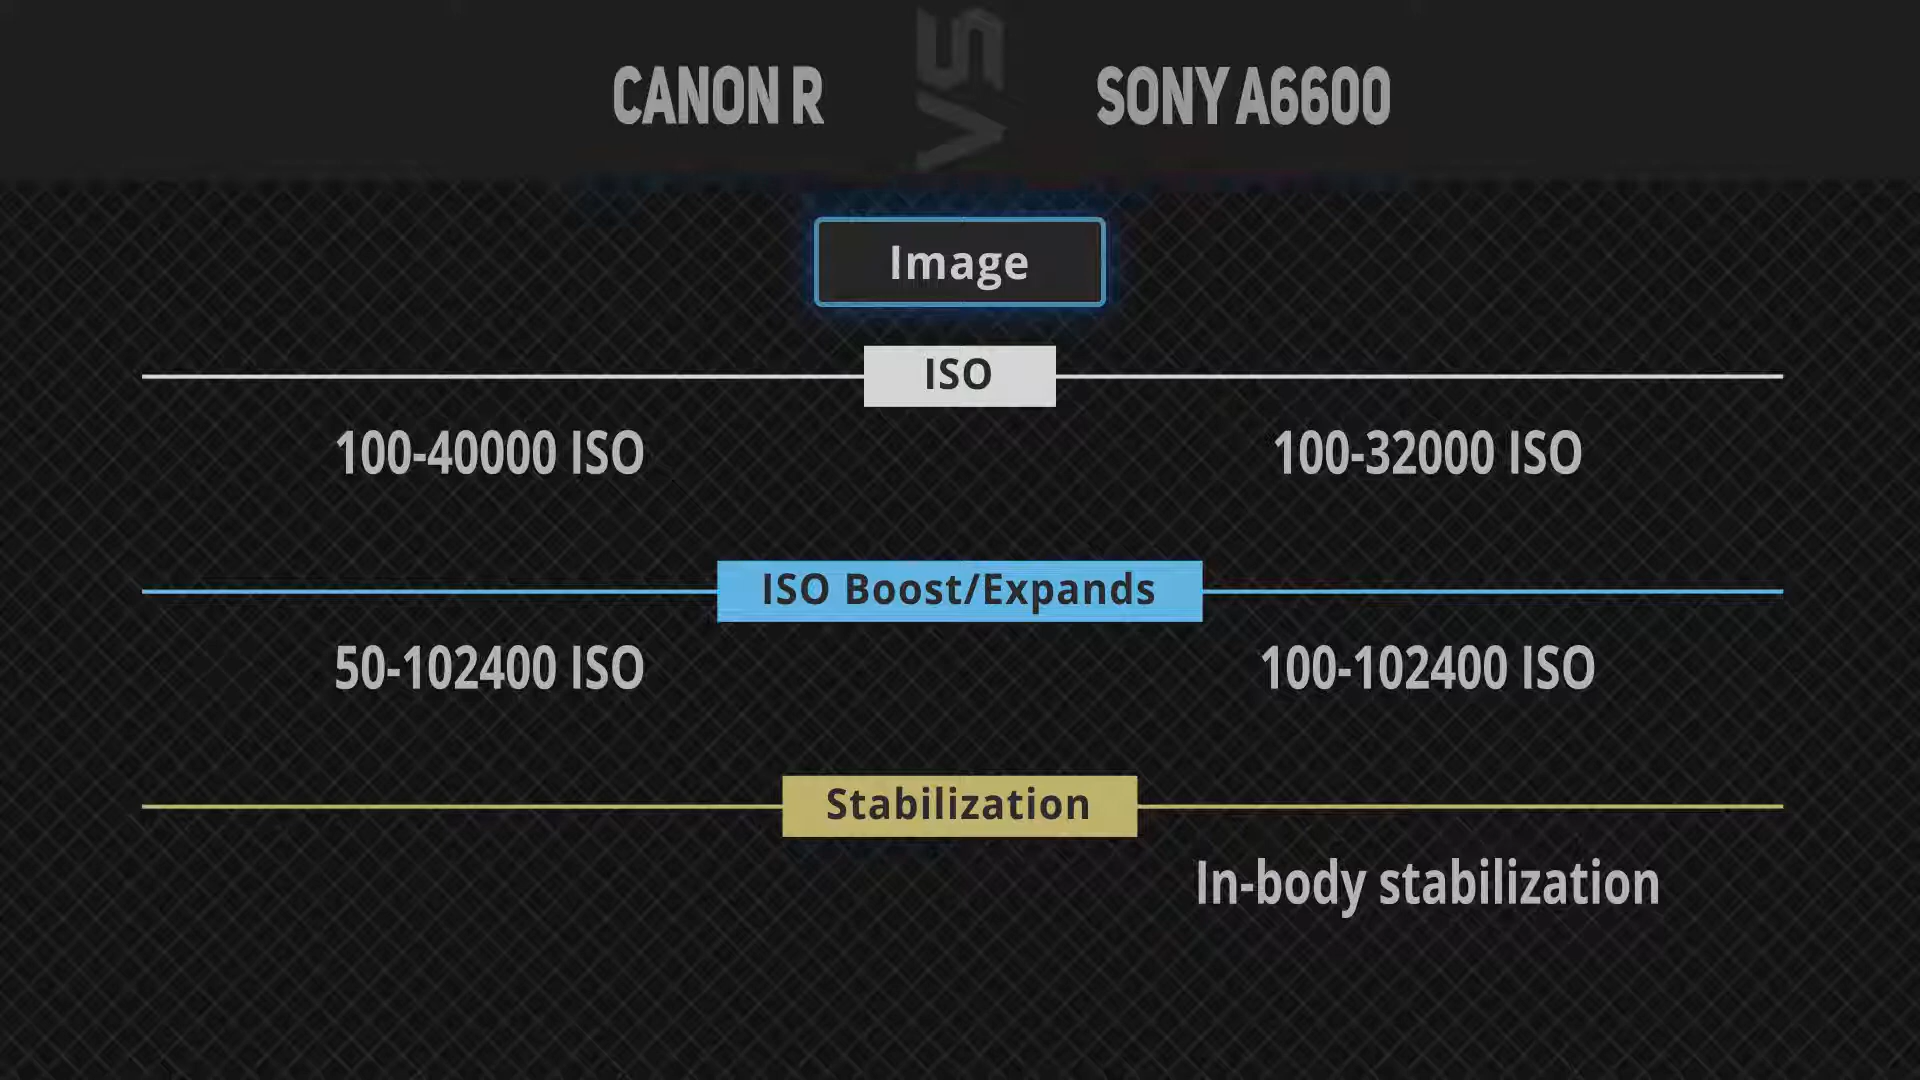 CANON R VS SONY A6600
Image
ISO
100-40000 ISO 100-32000 ISO
ISO Boost/Expands
50-102400 ISO 100-102400 ISO
Stabilization
In-body stabilization